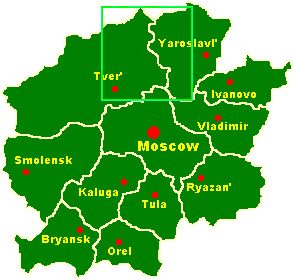 Yaroslavl'
Tver'
Ivanovo
Vladimir
Moscow
Smolensk
Kaluga
Ryazan'
Tula
Bryansk
Orel